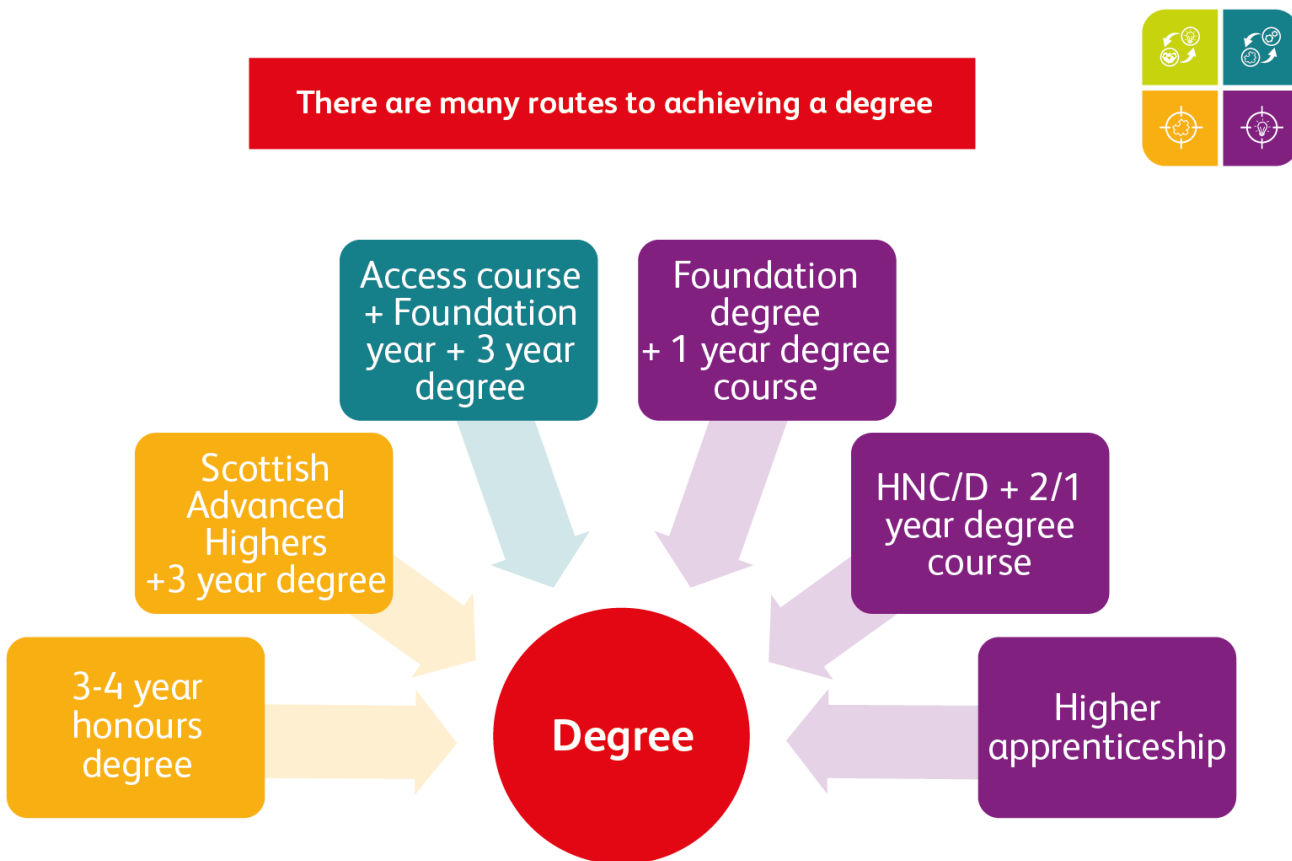 There are many routes to achieving a degree
Access course
+ Foundation
year + 3 year
degree
Foundation
degree
+ 1 year degree
course
Scottish
Advanced
Highers
+3 year degree
HNC/D + 2/1
year degree
course
3-4 year
honours
degree
Degree
Higher
apprenticeship